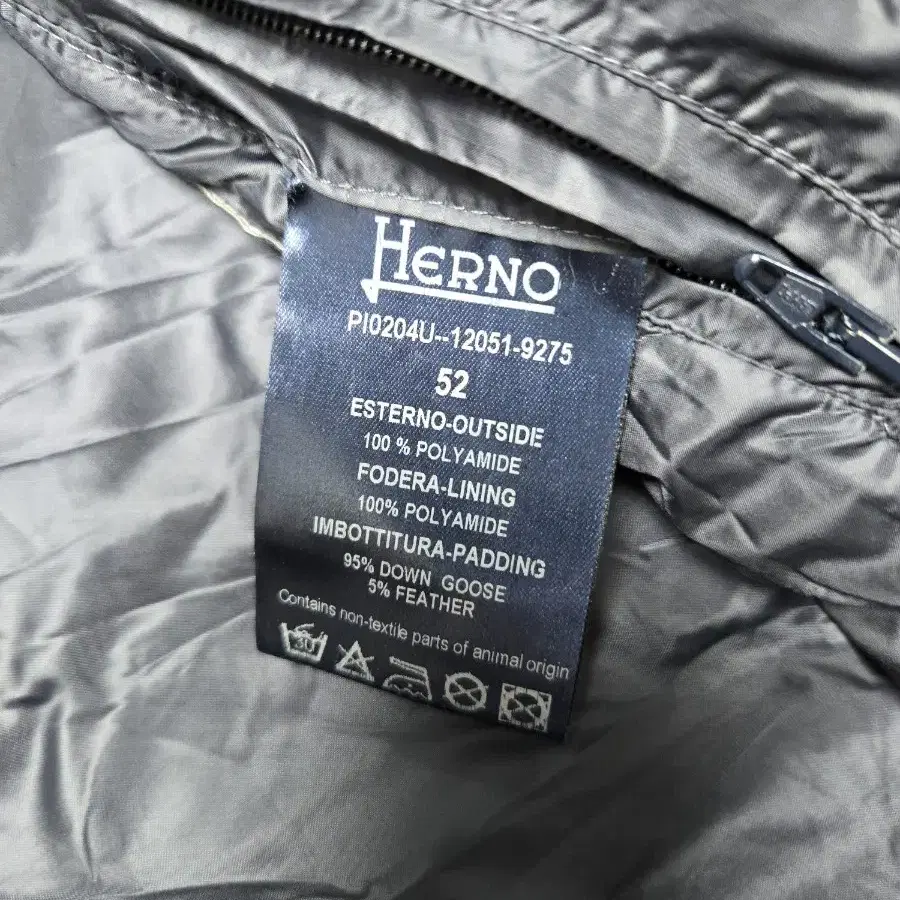 HERNO
PI0204U--12051-9275
52
ESTERNO-OUTSIDE
100 % POLYAMIDE
FODERA-LINING
100% POLYAMIDE
IMBOTTITURA-PADDING
95% DOWN GOOSE
5% FEATHER
Contains non-textile parts of animal origin
30